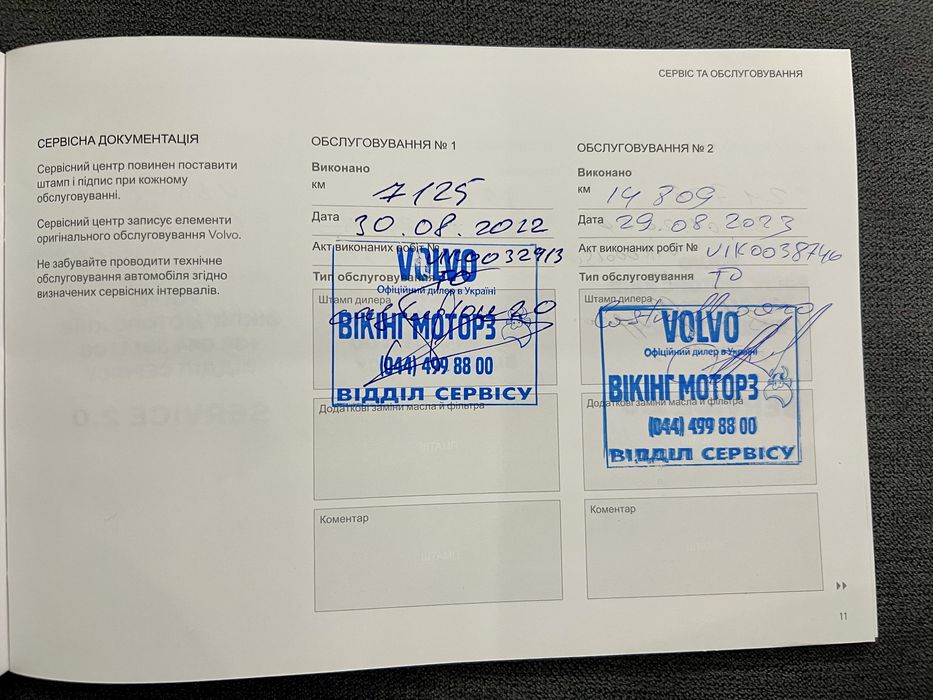 СЕРВІС ТА ОБСЛУГОВУВАННЯ
СЕРВІСНА ДОКУМЕНТАЦІЯ
Сервісний центр повинен поставити
штамп і підпис при кожному
обслуговуванні.
Сервісний центр записує елементи
оригінального обслуговування Volvo.
Не забувайте проводити технічне
обслуговування автомобіля згідно
визначених сервісних інтервалів.
ОБСЛУГОВУВАННЯ № 1
Виконано
км 7125
Дата 30.08.2022
Акт виконаних робіт № VIK0032913
Тип обслуговування ТО
Штамп дилера
VOLVO
Офіційний дилер в Україні
ВІКІНГ МОТОРЗ
(044) 499 88 00
ВІДДІЛ СЕРВІСУ
Додаткові заміни масла й фільтра
Коментар
ОБСЛУГОВУВАННЯ № 2
Виконано
км 14 809
Дата 29.08.2023
Акт виконаних робіт № VIK0038746
Тип обслуговування ТО
Штамп дилера
VOLVO
Офіційний дилер в Україні
ВІКІНГ МОТОРЗ
(044) 499 88 00
ВІДДІЛ СЕРВІСУ
Додаткові заміни масла й фільтра
Коментар
11